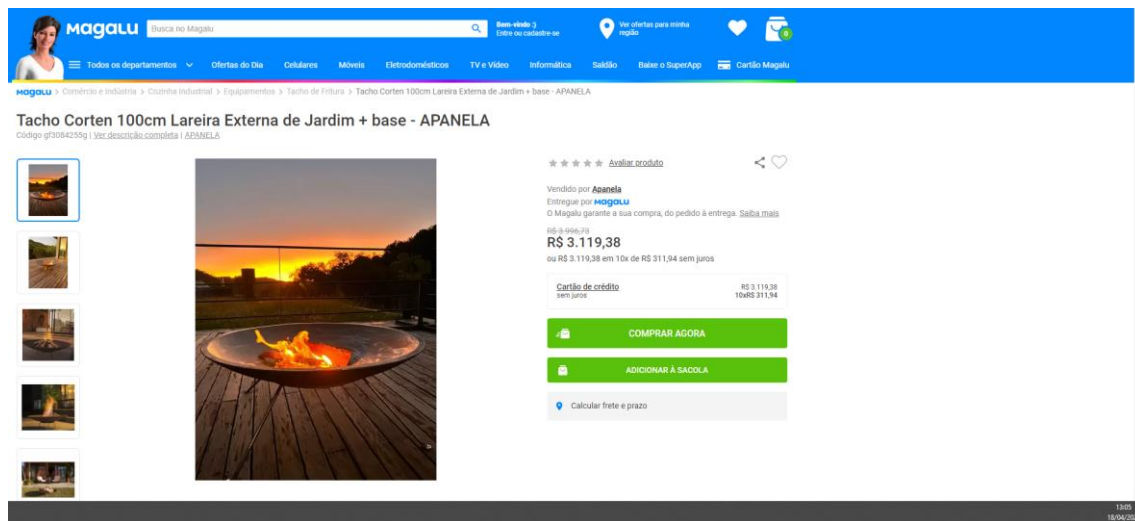 Magalu
Busca no Magalu
Bem-vindo :)
Entre ou cadastre-se
Ver ofertas para minha
região
0
Todos os departamentos
Ofertas do Dia
Celulares
Móveis
Eletrodomésticos
TV e Vídeo
Informática
Saldão
Baixe o SuperApp
Cartão Magalu
Magalu > Comércio e Indústria > Cozinha Industrial > Equipamentos > Tacho de Fritura > Tacho Corten 100cm Lareira Externa de Jardim + base - APANELA
Tacho Corten 100cm Lareira Externa de Jardim + base - APANELA
Código gf3084255g | Ver descrição completa | APANELA
Avaliar produto
Vendido por Apanela
Entregue por Magalu
O Magalu garante a sua compra, do pedido à entrega. Saiba mais
R$ 3.996,73
R$ 3.119,38
ou R$ 3.119,38 em 10x de R$ 311,94 sem juros
Cartão de crédito
sem juros
R$ 3.119,38
10xR$ 311,94
COMPRAR AGORA
ADICIONAR À SACOLA
Calcular frete e prazo
13:05